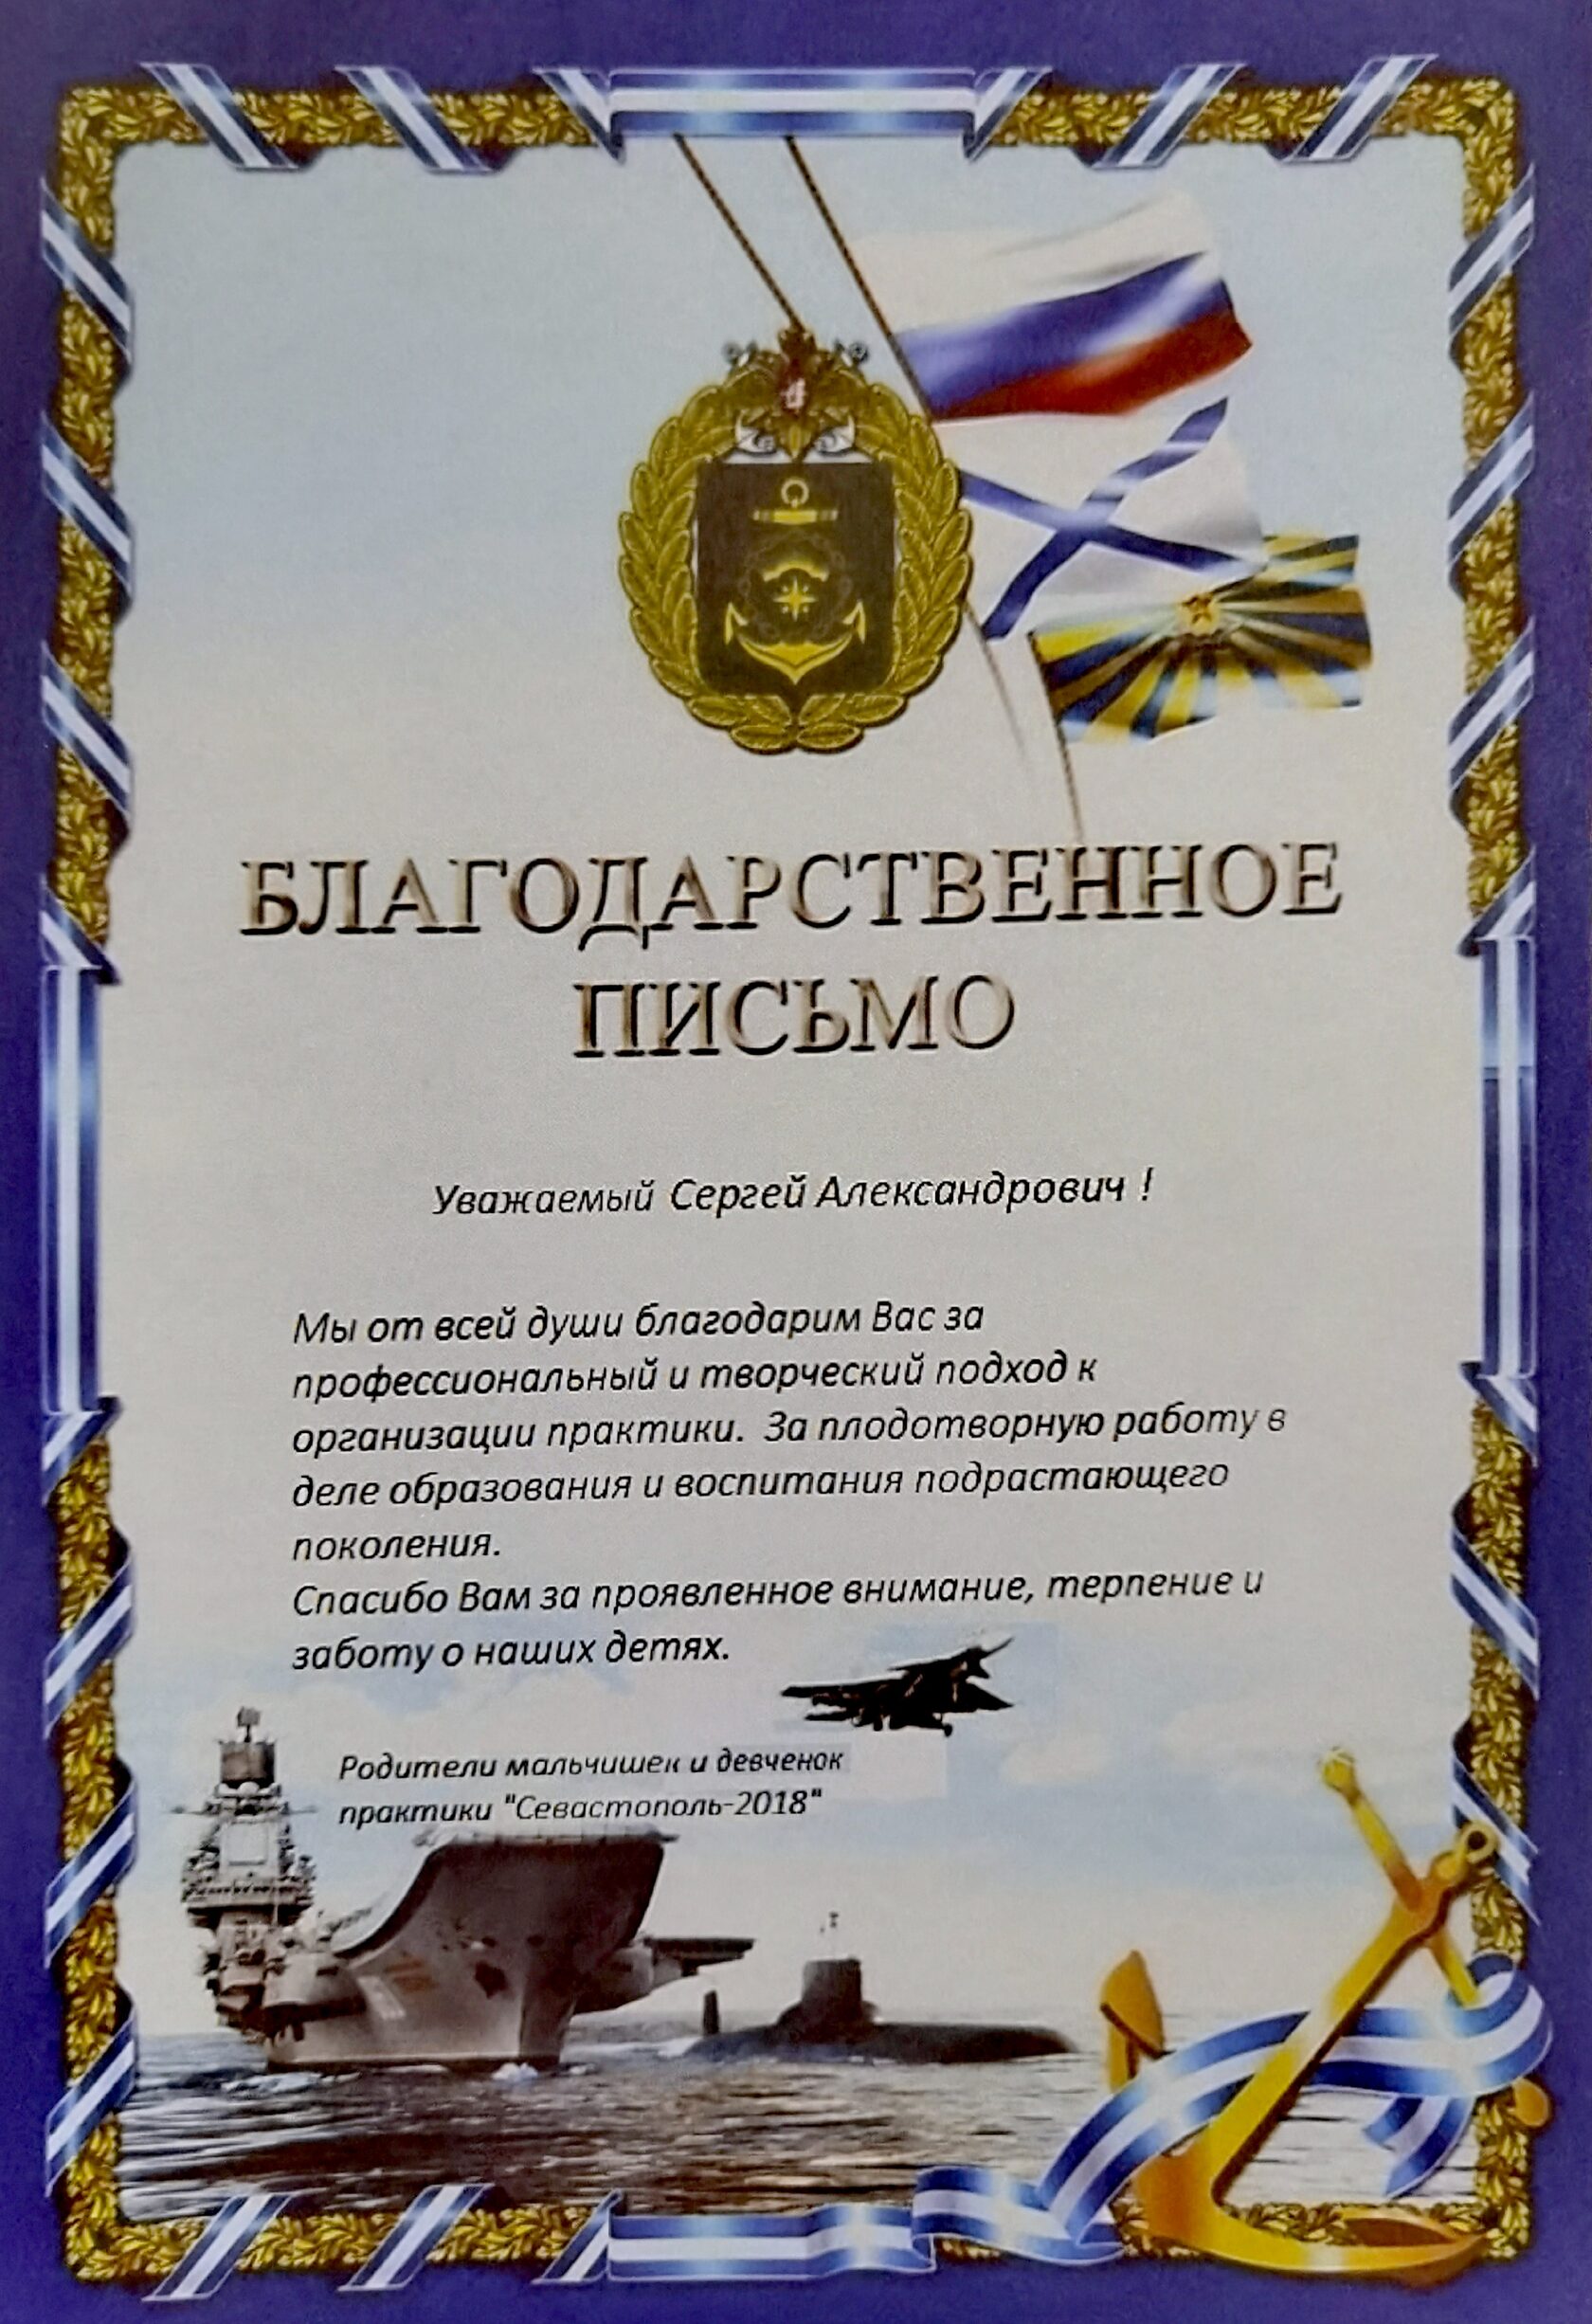 БЛАГОДАРСТВЕННОЕ
ПИСЬМО
Уважаемый Сергей Александрович !
Мы от всей души благодарим Вас за
профессиональный и творческий подход к
организации практики. За плодотворную работу в
деле образования и воспитания подрастающего
поколения.
Спасибо Вам за проявленное внимание, терпение и
заботу о наших детях.
Родители мальчишек и девченок
практики "Севастополь-2018"